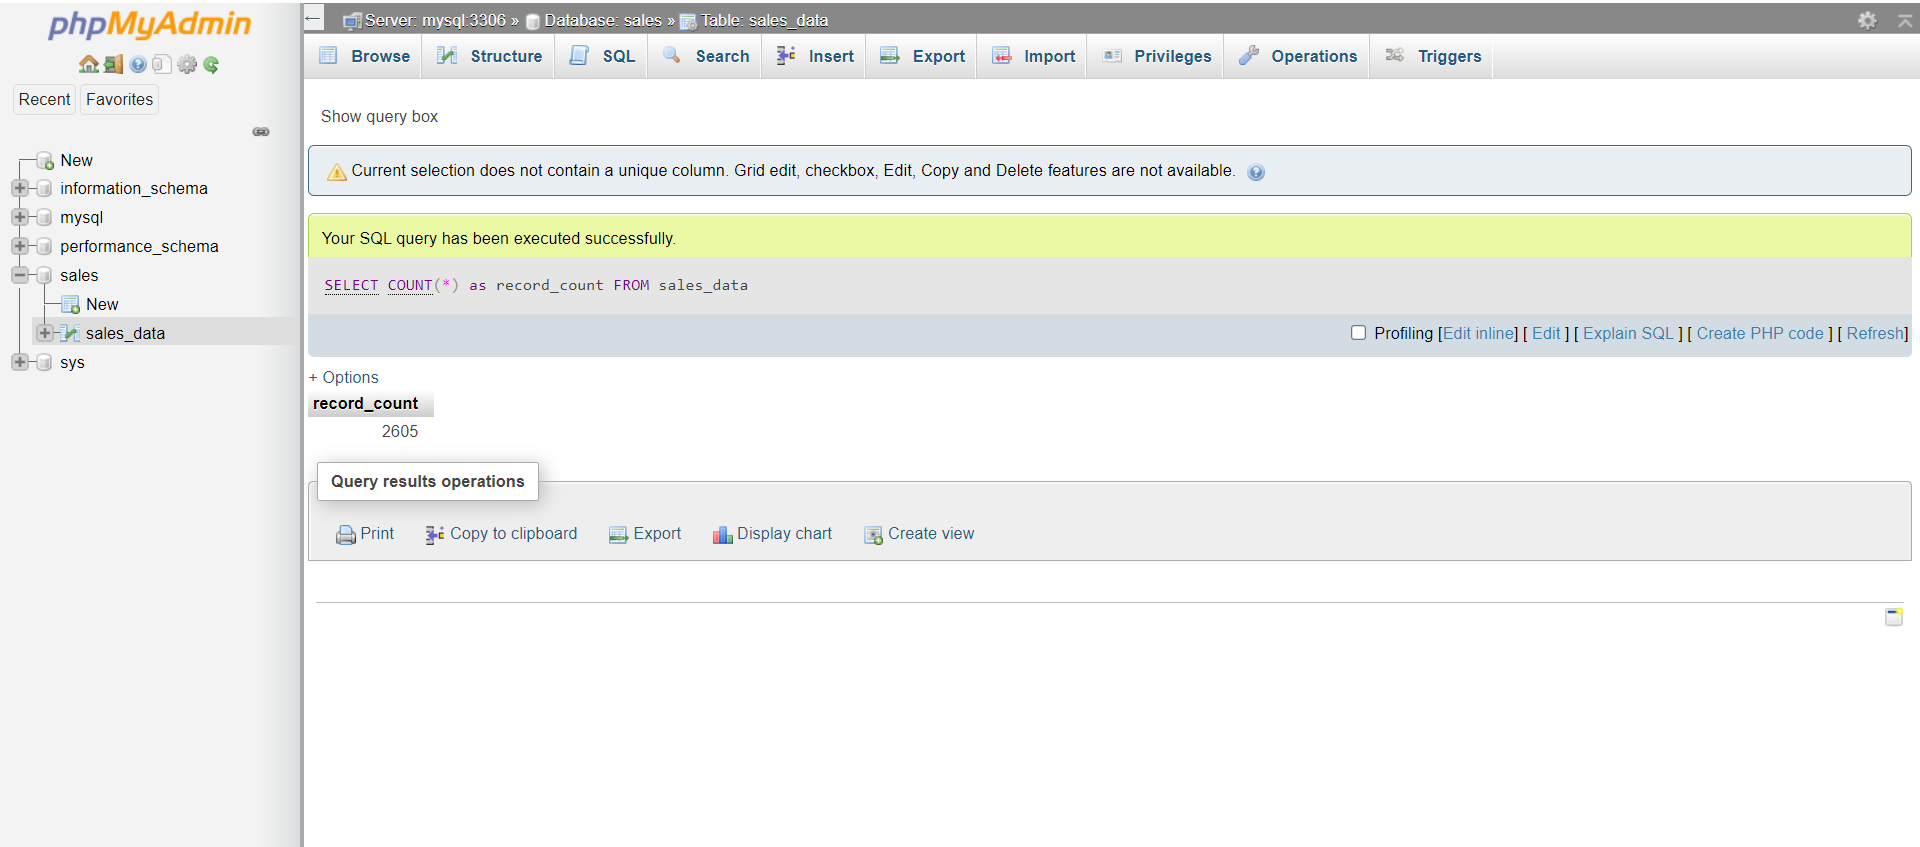 phpMyAdmin
Recent Favorites
New
information_schema
mysql
performance_schema
sales
New
sales_data
sys
Server: mysql:3306 » Database: sales » Table: sales_data
Browse Structure SQL Search Insert Export Import Privileges Operations Triggers
Show query box
Current selection does not contain a unique column. Grid edit, checkbox, Edit, Copy and Delete features are not available.
Your SQL query has been executed successfully.
SELECT COUNT(*) as record_count FROM sales_data
Profiling [Edit inline] [ Edit ] [ Explain SQL ] [ Create PHP code ] [ Refresh]
+ Options
record_count
2605
Query results operations
Print Copy to clipboard Export Display chart Create view